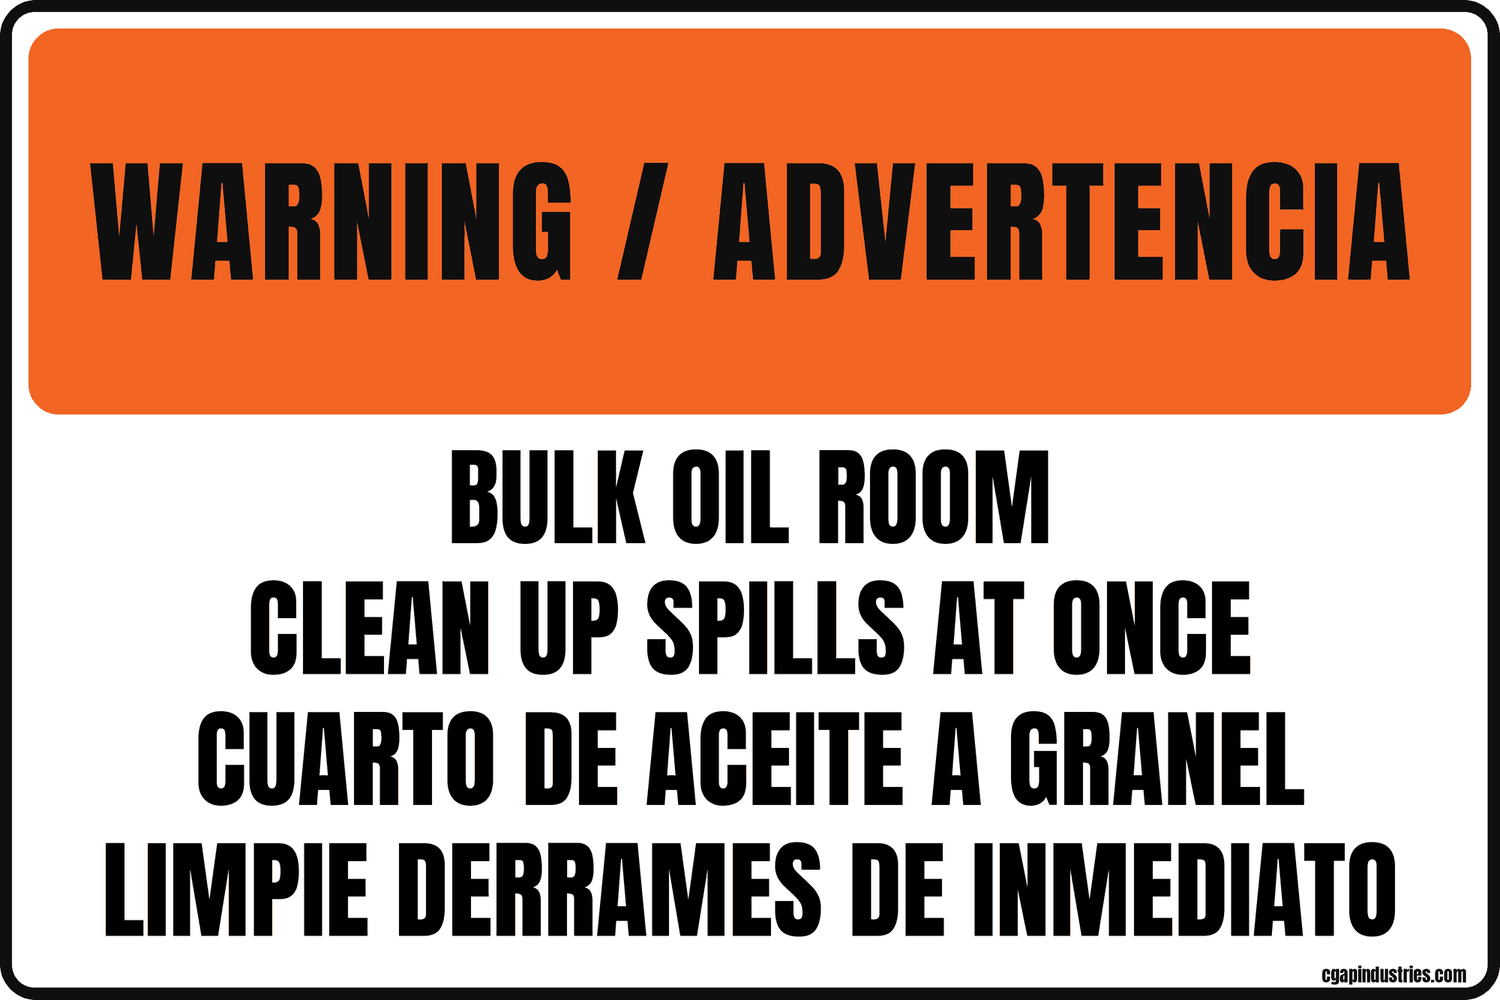 WARNING / ADVERTENCIA
BULK OIL ROOM
CLEAN UP SPILLS AT ONCE
CUARTO DE ACEITE A GRANEL
LIMPIE DERRAMES DE INMEDIATO
cgapindustries.com